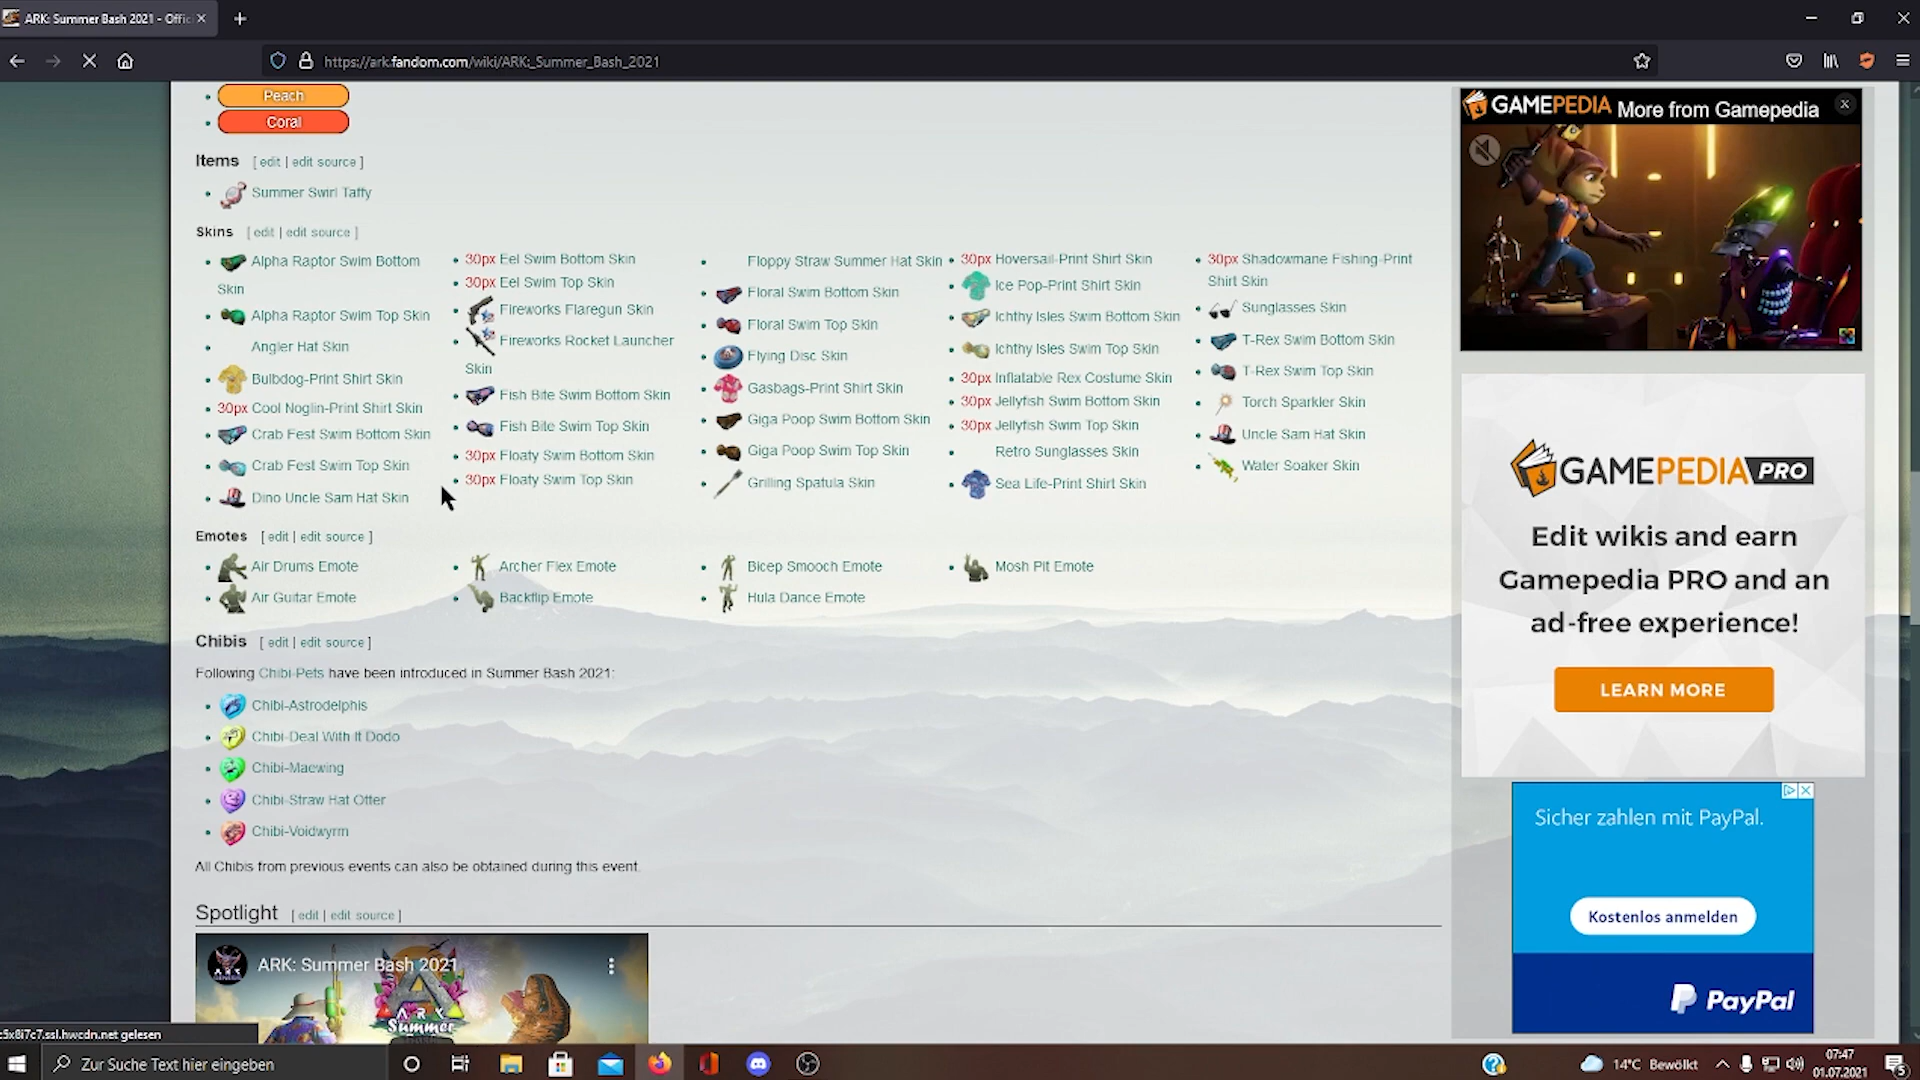 ARK: Summer Bash 2021 - Offic
https://ark.fandom.com/wiki/ARK:_Summer_Bash_2021
Peach
Coral
Items [ edit | edit source ]
Summer Swirl Taffy
Skins [ edit | edit source ]
Alpha Raptor Swim Bottom
Skin
Alpha Raptor Swim Top Skin
Angler Hat Skin
Bulbdog-Print Shirt Skin
30px Cool Noglin-Print Shirt Skin
Crab Fest Swim Bottom Skin
Crab Fest Swim Top Skin
Dino Uncle Sam Hat Skin
30px Eel Swim Bottom Skin
30px Eel Swim Top Skin
Fireworks Flaregun Skin
Fireworks Rocket Launcher
Skin
Fish Bite Swim Bottom Skin
Fish Bite Swim Top Skin
30px Floaty Swim Bottom Skin
30px Floaty Swim Top Skin
Floppy Straw Summer Hat Skin
Floral Swim Bottom Skin
Floral Swim Top Skin
Flying Disc Skin
Gasbags-Print Shirt Skin
Giga Poop Swim Bottom Skin
Giga Poop Swim Top Skin
Grilling Spatula Skin
30px Hoversail-Print Shirt Skin
Ice Pop-Print Shirt Skin
Ichthy Isles Swim Bottom Skin
Ichthy Isles Swim Top Skin
30px Inflatable Rex Costume Skin
30px Jellyfish Swim Bottom Skin
30px Jellyfish Swim Top Skin
Retro Sunglasses Skin
Sea Life-Print Shirt Skin
30px Shadowmane Fishing-Print
Shirt Skin
Sunglasses Skin
T-Rex Swim Bottom Skin
T-Rex Swim Top Skin
Torch Sparkler Skin
Uncle Sam Hat Skin
Water Soaker Skin
Emotes [ edit | edit source ]
Air Drums Emote
Air Guitar Emote
Archer Flex Emote
Backflip Emote
Bicep Smooch Emote
Hula Dance Emote
Mosh Pit Emote
Chibis [ edit | edit source ]
Following Chibi-Pets have been introduced in Summer Bash 2021:
Chibi-Astrodelphis
Chibi-Deal With It Dodo
Chibi-Maewing
Chibi-Straw Hat Otter
Chibi-Voidwyrm
All Chibis from previous events can also be obtained during this event.
Spotlight [ edit | edit source ]
ARK: Summer Bash 2021
ARK
Summer
GAMEPEDIA More from Gamepedia
GAMEPEDIA PRO
Edit wikis and earn
Gamepedia PRO and an
ad-free experience!
LEARN MORE
Sicher zahlen mit PayPal.
Kostenlos anmelden
PayPal
c5x8i7c7.ssl.hwcdn.net gelesen
Zur Suche Text hier eingeben
14°C Bewölkt
07:47
01.07.2021
5